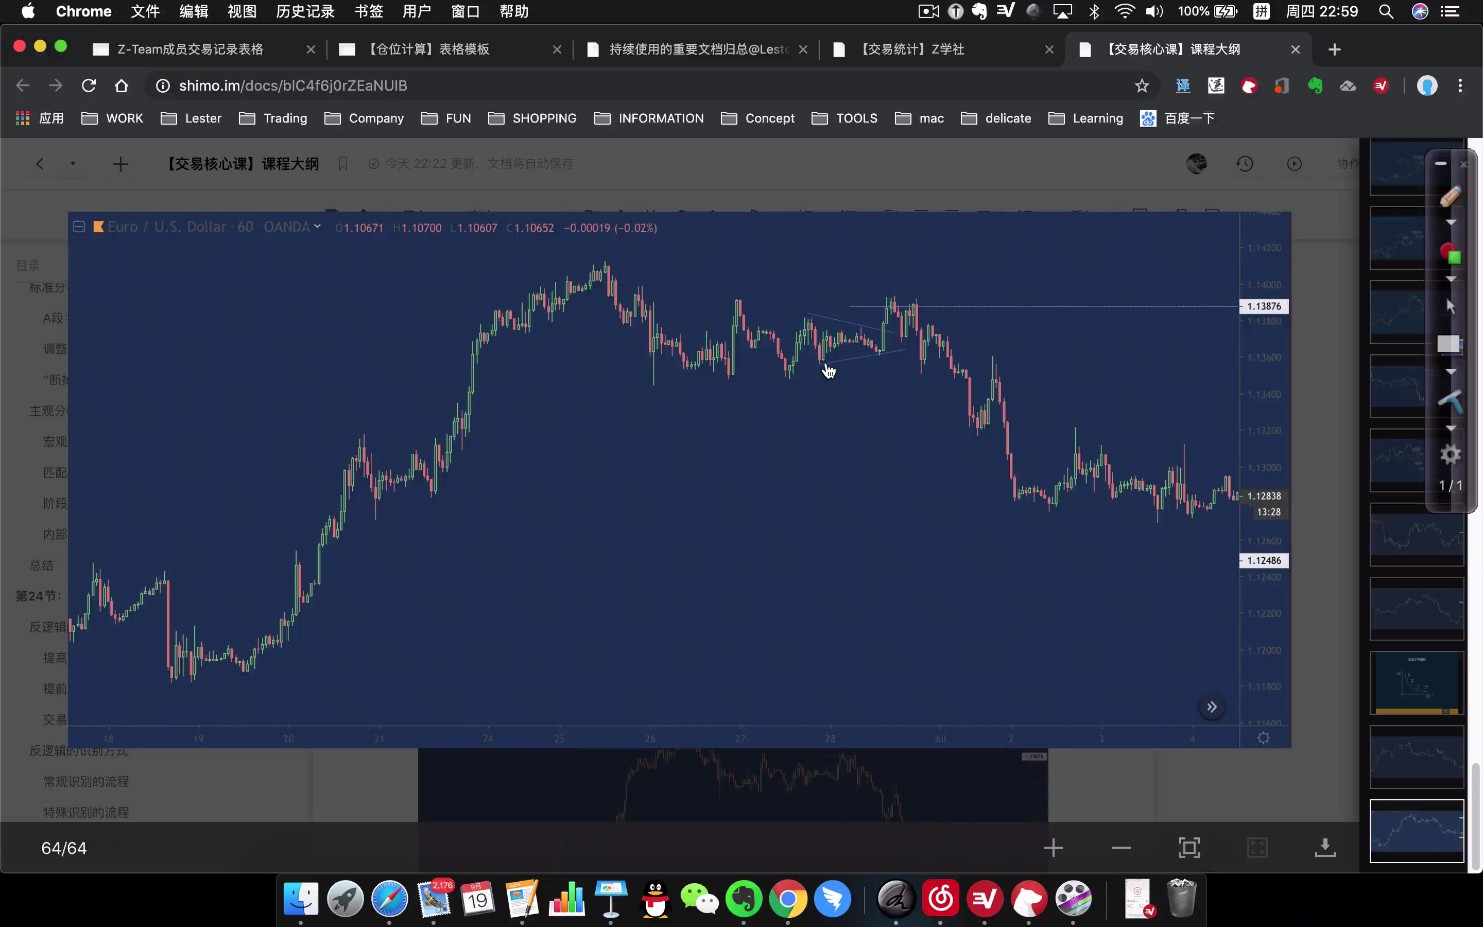 Chrome 文件 编辑 视图 历史记录 书签 用户 窗口 帮助 100% 拼 周四 22:59
Z-Team成员交易记录表格
【仓位计算】表格模板
持续使用的重要文档归总@Leste
【交易统计】Z学社
【交易核心课】课程大纲
shimo.im/docs/bIC4f6j0rZEaNUIB
应用 WORK Lester Trading Company FUN SHOPPING INFORMATION Concept TOOLS mac delicate Learning 百度一下
【交易核心课】课程大纲 今天 22:22 更新，文档将自动保存 协作
Euro / U.S. Dollar · 60 · OANDA O1.10671 H1.10700 L1.10607 C1.10652 −0.00019 (−0.02%)
1.14200
1.14000
1.13876
1.13800
1.13600
1.13400
1.13200
1.13000
1.12838
13:28
1.12600
1.12486
1.12400
1.12200
1.12000
1.11800
1.11600
18 19 20 21 24 25 26 27 28 Jul 2 3 4
目录
标准分
A段
调整
"断
主观分
宏观
匹配
阶段
内部
总结
第24节：
反逻辑
提高
提前
交易
反逻辑的识别方式
常规识别的流程
特殊识别的流程
1/1
64/64
2,176
9月
19